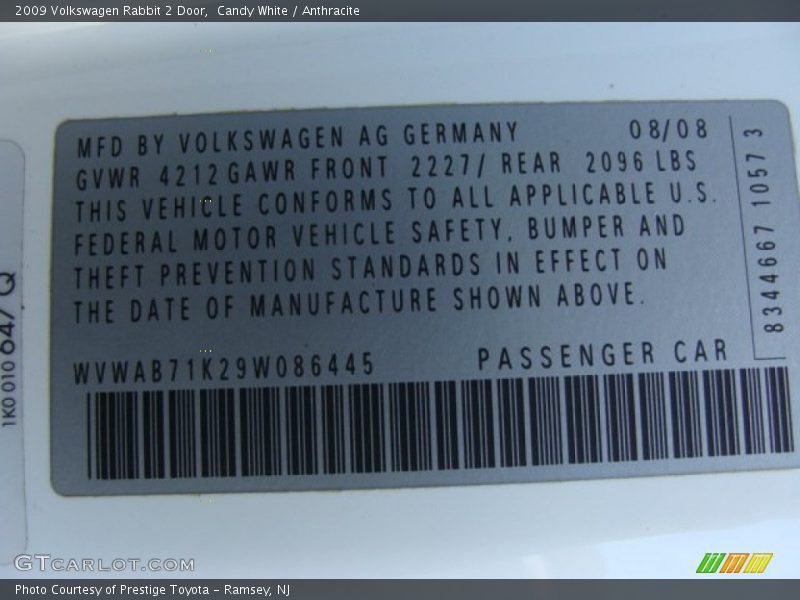 2009 Volkswagen Rabbit 2 Door,  Candy White / Anthracite
MFD BY VOLKSWAGEN AG GERMANY 08/08
GVWR 4212 GAWR FRONT 2227/ REAR 2096 LBS
THIS VEHICLE CONFORMS TO ALL APPLICABLE U.S.
FEDERAL MOTOR VEHICLE SAFETY, BUMPER AND
THEFT PREVENTION STANDARDS IN EFFECT ON
THE DATE OF MANUFACTURE SHOWN ABOVE.
WVWAB71K29W086445 PASSENGER CAR
8344667 10573
1K0 010 647 Q
GTCARLOT.COM
Photo Courtesy of Prestige Toyota - Ramsey, NJ